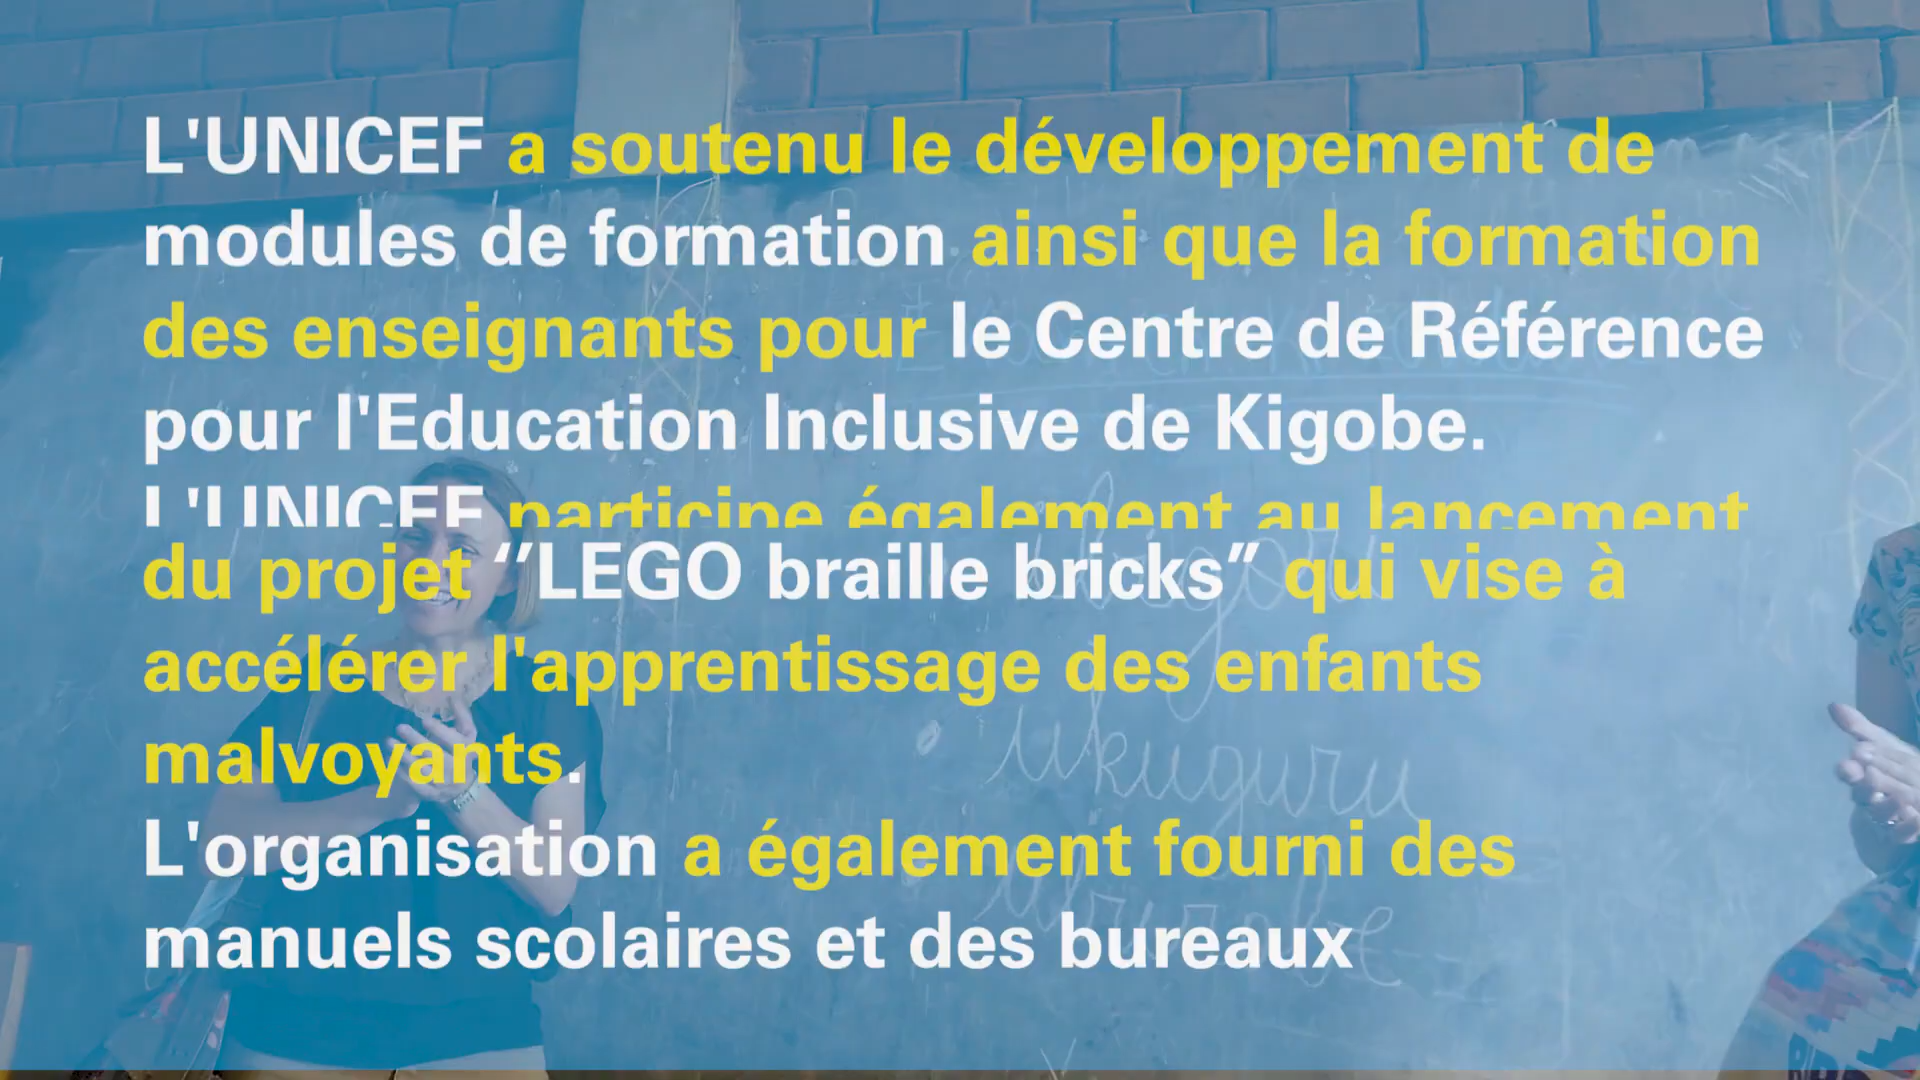 L'UNICEF a soutenu le développement de
modules de formation ainsi que la formation
des enseignants pour le Centre de Référence
pour l'Education Inclusive de Kigobe.
L'UNICEF participe également au lancement
du projet ‘’LEGO braille bricks” qui vise à
accélérer l'apprentissage des enfants
malvoyants.
L'organisation a également fourni des
manuels scolaires et des bureaux
ukuguru